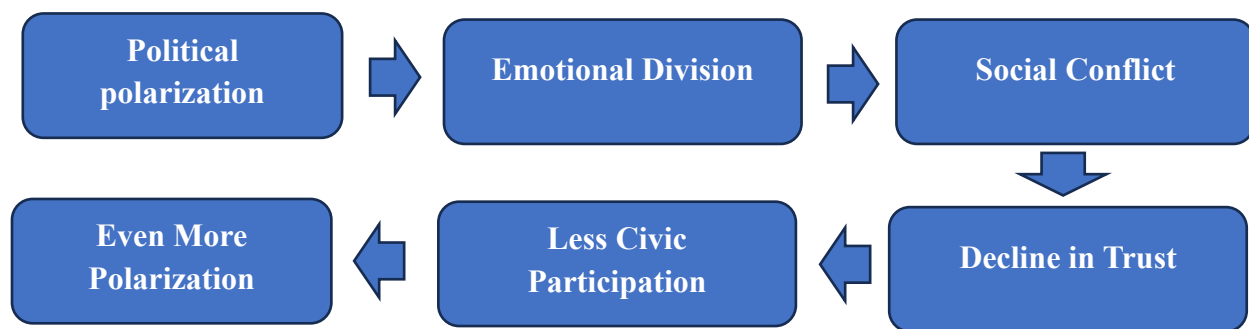 Political
polarization
Emotional Division
Social Conflict
Decline in Trust
Less Civic
Participation
Even More
Polarization